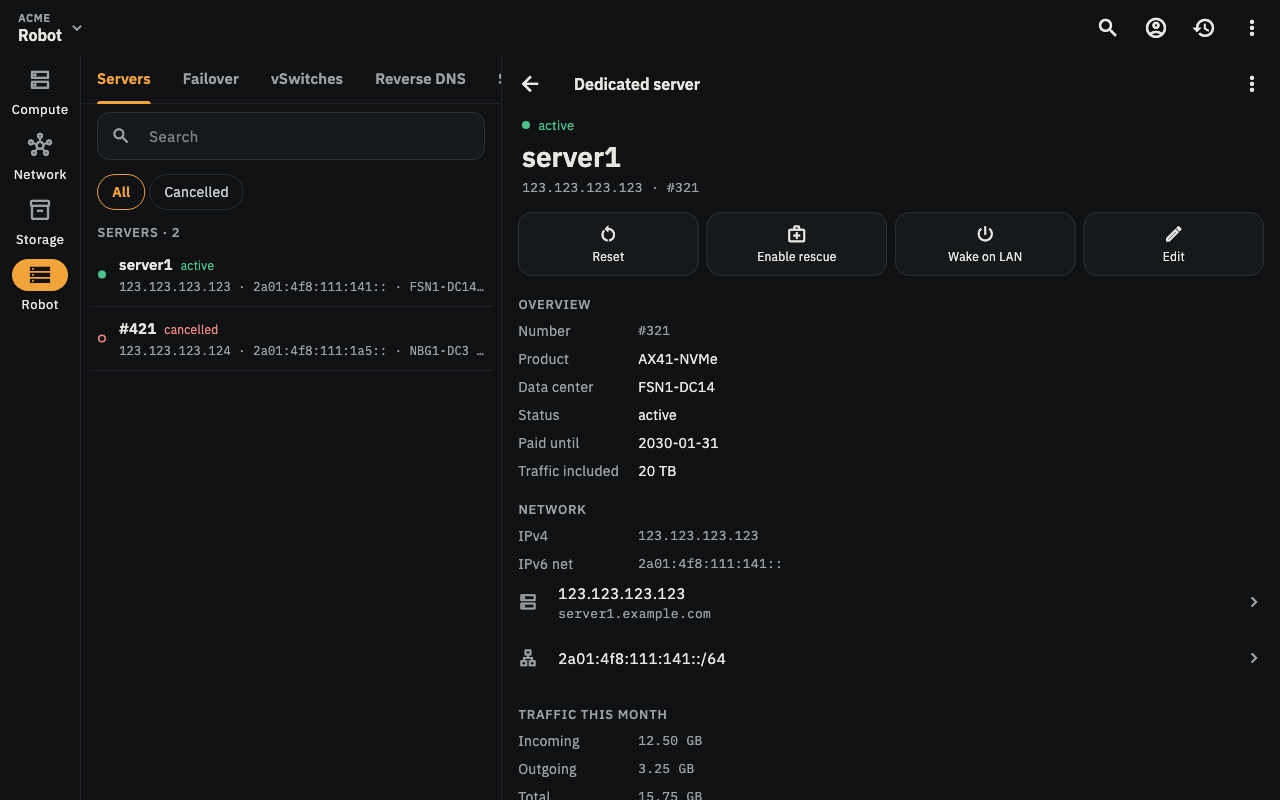 ACME
Robot
Compute
Network
Storage
Robot
Servers Failover vSwitches Reverse DNS
Search
All Cancelled
SERVERS · 2
server1 active
123.123.123.123 · 2a01:4f8:111:141:: · FSN1-DC14…
#421 cancelled
123.123.123.124 · 2a01:4f8:111:1a5:: · NBG1-DC3 …
Dedicated server
active
server1
123.123.123.123 · #321
Reset Enable rescue Wake on LAN Edit
OVERVIEW
Number #321
Product AX41-NVMe
Data center FSN1-DC14
Status active
Paid until 2030-01-31
Traffic included 20 TB
NETWORK
IPv4 123.123.123.123
IPv6 net 2a01:4f8:111:141::
123.123.123.123
server1.example.com
2a01:4f8:111:141::/64
TRAFFIC THIS MONTH
Incoming 12.50 GB
Outgoing 3.25 GB
Total 15.75 GB